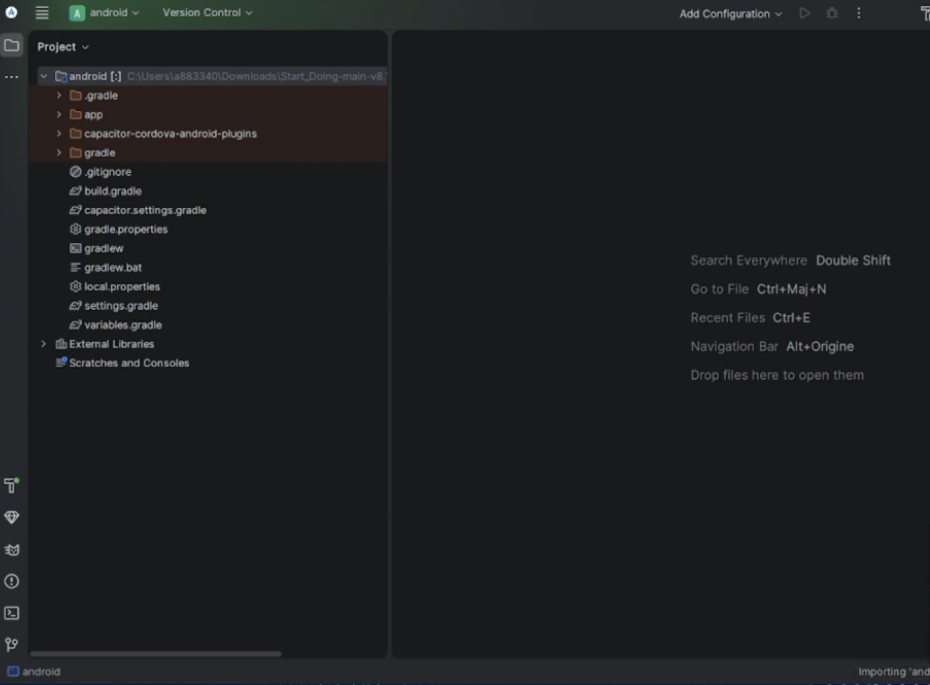 A android Version Control Add Configuration
Project
android [:] C:\Users\a883340\Downloads\Start_Doing-main-v8.
.gradle
app
capacitor-cordova-android-plugins
gradle
.gitignore
build.gradle
capacitor.settings.gradle
gradle.properties
gradlew
gradlew.bat
local.properties
settings.gradle
variables.gradle
External Libraries
Scratches and Consoles
Search Everywhere Double Shift
Go to File Ctrl+Maj+N
Recent Files Ctrl+E
Navigation Bar Alt+Origine
Drop files here to open them
android Importing 'and